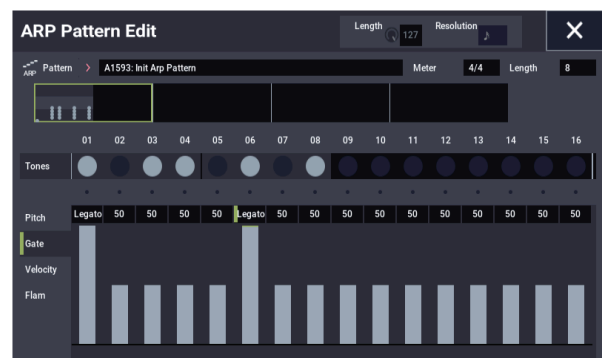 ARP Pattern Edit
Length 127 Resolution
ARP Pattern > A1593: Init Arp Pattern Meter 4/4 Length 8
01 02 03 04 05 06 07 08 09 10 11 12 13 14 15 16
Tones
Pitch Legato 50 50 50 50 Legato 50 50 50 50 50 50 50 50 50 50
Gate
Velocity
Flam